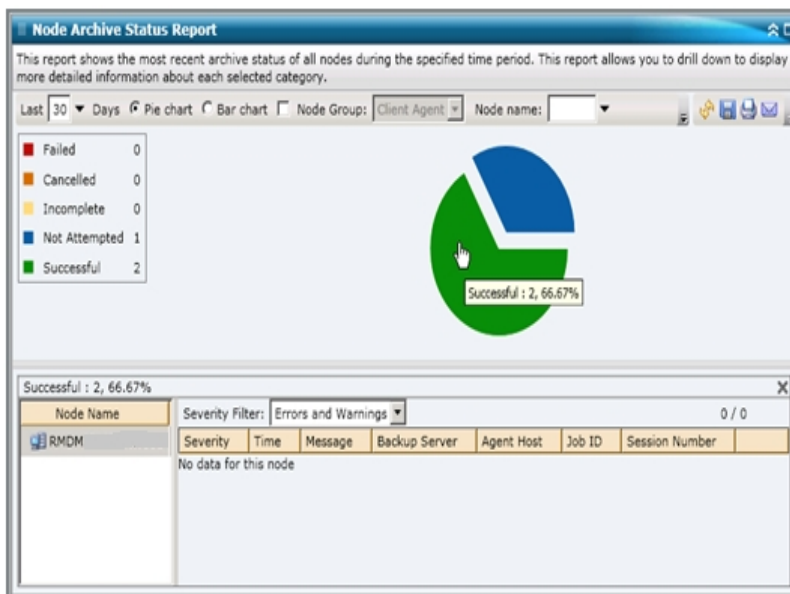 Node Archive Status Report
This report shows the most recent archive status of all nodes during the specified time period. This report allows you to drill down to display
more detailed information about each selected category.
Last 30 Days Pie chart Bar chart Node Group: Client Agent Node name:
Failed 0
Cancelled 0
Incomplete 0
Not Attempted 1
Successful 2
Successful : 2, 66.67%
Successful : 2, 66.67%
Node Name
Severity Filter: Errors and Warnings 0 / 0
RMDM
Severity Time Message Backup Server Agent Host Job ID Session Number
No data for this node